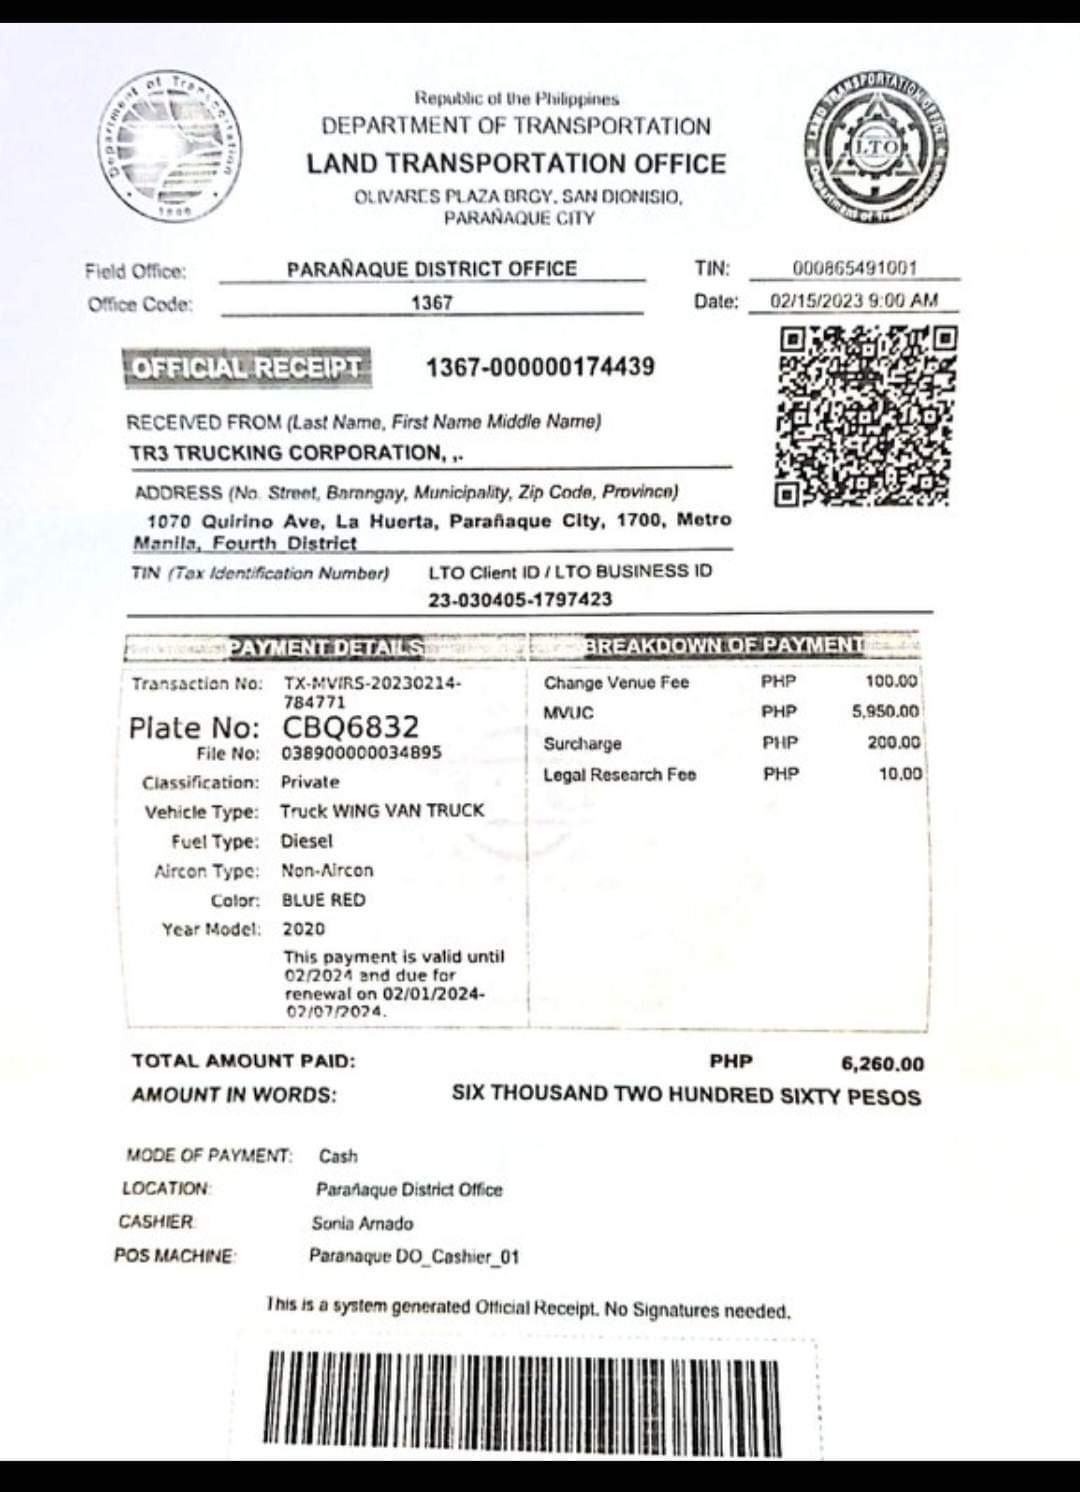 Department of Transportation
1898
LAND TRANSPORTATION OFFICE
LTO
Department of Transportation
Republic of the Philippines
DEPARTMENT OF TRANSPORTATION
LAND TRANSPORTATION OFFICE
OLIVARES PLAZA BRGY. SAN DIONISIO,
PARAÑAQUE CITY
Field Office: PARAÑAQUE DISTRICT OFFICE TIN: 000865491001
Office Code: 1367 Date: 02/15/2023 9:00 AM
OFFICIAL RECEIPT 1367-000000174439
RECEIVED FROM (Last Name, First Name Middle Name)
TR3 TRUCKING CORPORATION, ,.
ADDRESS (No. Street, Barangay, Municipality, Zip Code, Province)
1070 Quirino Ave, La Huerta, Parañaque City, 1700, Metro
Manila, Fourth District
TIN (Tax Identification Number) LTO Client ID / LTO BUSINESS ID
23-030405-1797423
PAYMENT DETAILS BREAKDOWN OF PAYMENT
Transaction No: TX-MVIRS-20230214-
784771
Plate No: CBQ6832
File No: 038900000034895
Classification: Private
Vehicle Type: Truck WING VAN TRUCK
Fuel Type: Diesel
Aircon Type: Non-Aircon
Color: BLUE RED
Year Model: 2020
This payment is valid until
02/2024 and due for
renewal on 02/01/2024-
02/07/2024.
Change Venue Fee PHP 100.00
MVUC PHP 5,950.00
Surcharge PHP 200.00
Legal Research Fee PHP 10.00
TOTAL AMOUNT PAID: PHP 6,260.00
AMOUNT IN WORDS: SIX THOUSAND TWO HUNDRED SIXTY PESOS
MODE OF PAYMENT: Cash
LOCATION: Parañaque District Office
CASHIER: Sonia Amado
POS MACHINE: Paranaque DO_Cashier_01
This is a system generated Official Receipt. No Signatures needed.